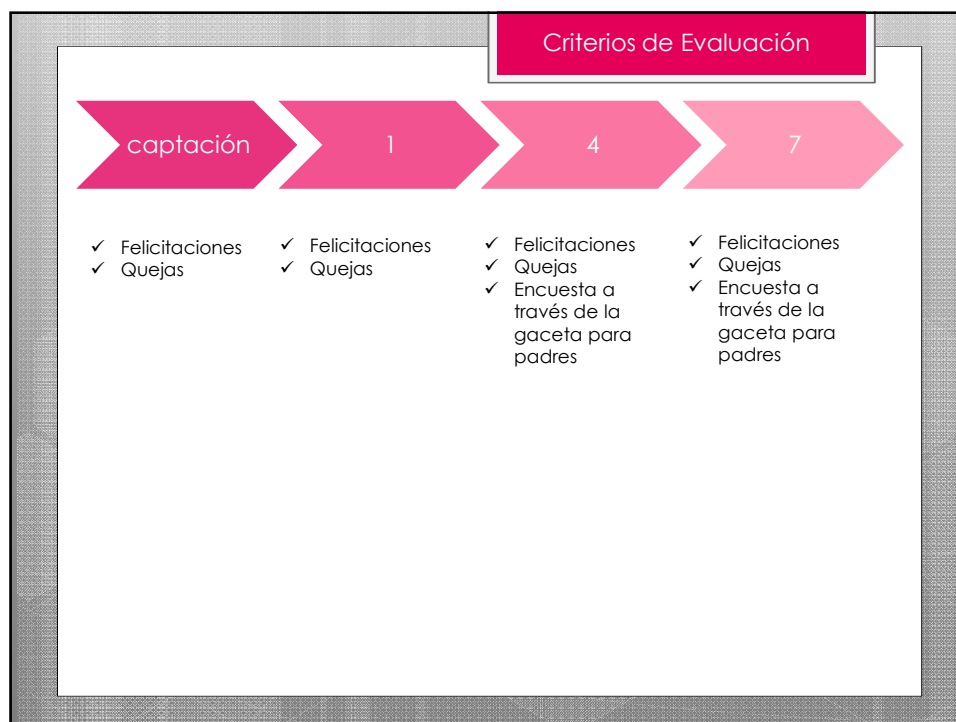 Criterios de Evaluación
captación
1
4
7
✓ Felicitaciones
✓ Quejas
✓ Felicitaciones
✓ Quejas
✓ Felicitaciones
✓ Quejas
✓ Encuesta a
través de la
gaceta para
padres
✓ Felicitaciones
✓ Quejas
✓ Encuesta a
través de la
gaceta para
padres